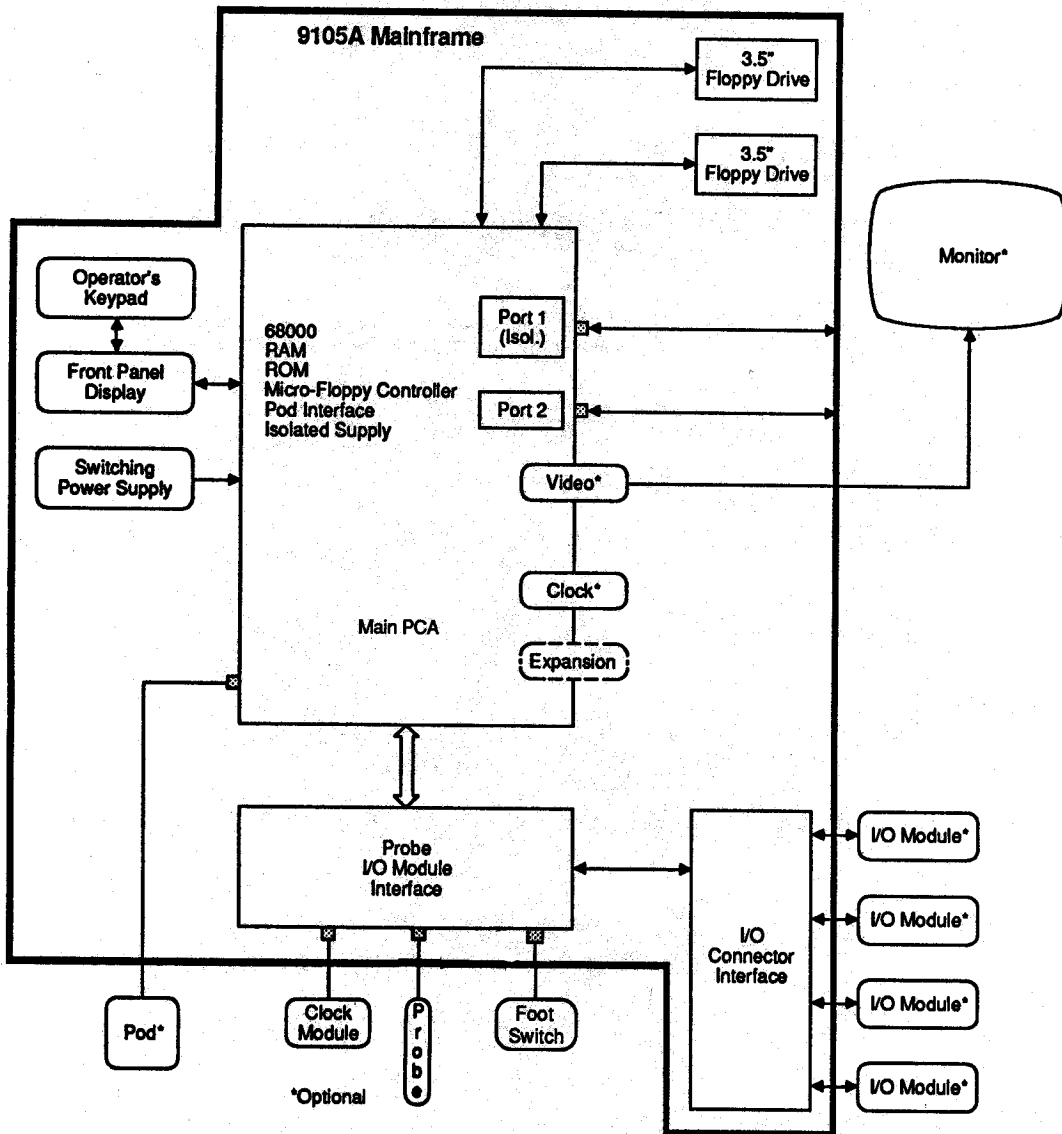 9105A Mainframe
3.5"
Floppy Drive
3.5"
Floppy Drive
Monitor*
Operator's
Keypad
Front Panel
Display
Switching
Power Supply
68000
RAM
ROM
Micro-Floppy Controller
Pod Interface
Isolated Supply
Port 1
(Isol.)
Port 2
Video*
Clock*
Expansion
Main PCA
Probe
I/O Module
Interface
I/O
Connector
Interface
I/O Module*
I/O Module*
I/O Module*
I/O Module*
Pod*
Clock
Module
Probe
Foot
Switch
*Optional